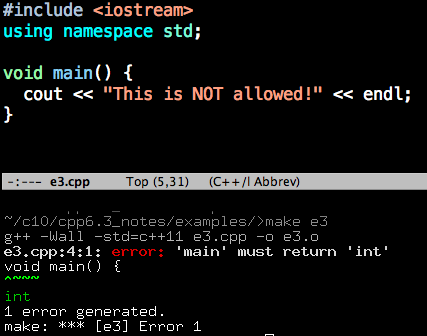 #include <iostream>
using namespace std;
void main() {
cout << "This is NOT allowed!" << endl;
}
-:--- e3.cpp Top (5,31) (C++/l Abbrev)
~/c10/cpp6.3_notes/examples/>make e3
g++ -Wall -std=c++11 e3.cpp -o e3.o
e3.cpp:4:1: error: 'main' must return 'int'
void main() {
^~~~
int
1 error generated.
make: *** [e3] Error 1